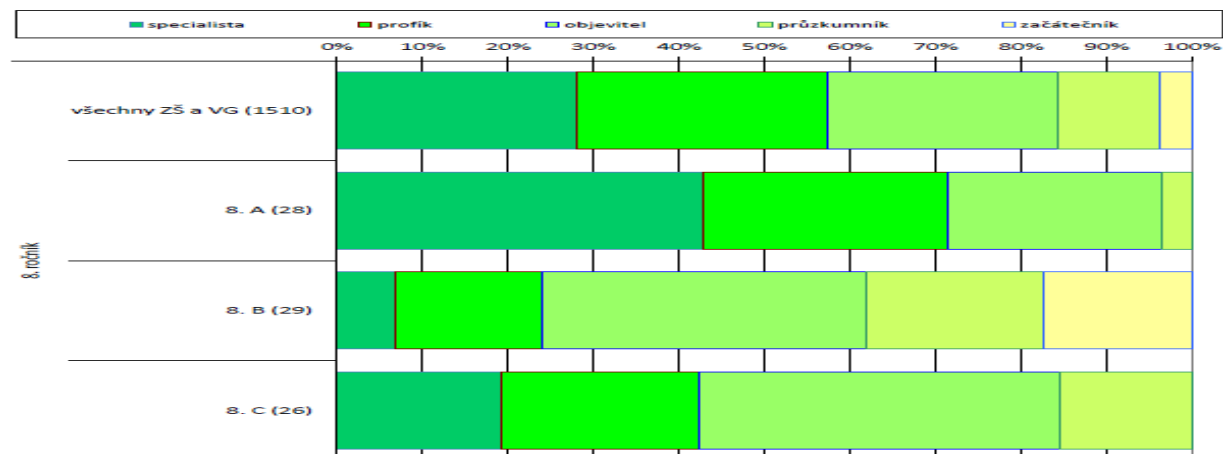 specialista profík objevitel průzkumník začátečník
0% 10% 20% 30% 40% 50% 60% 70% 80% 90% 100%
všechny ZŠ a VG (1510)
8. A (28)
8. ročník
8. B (29)
8. C (26)